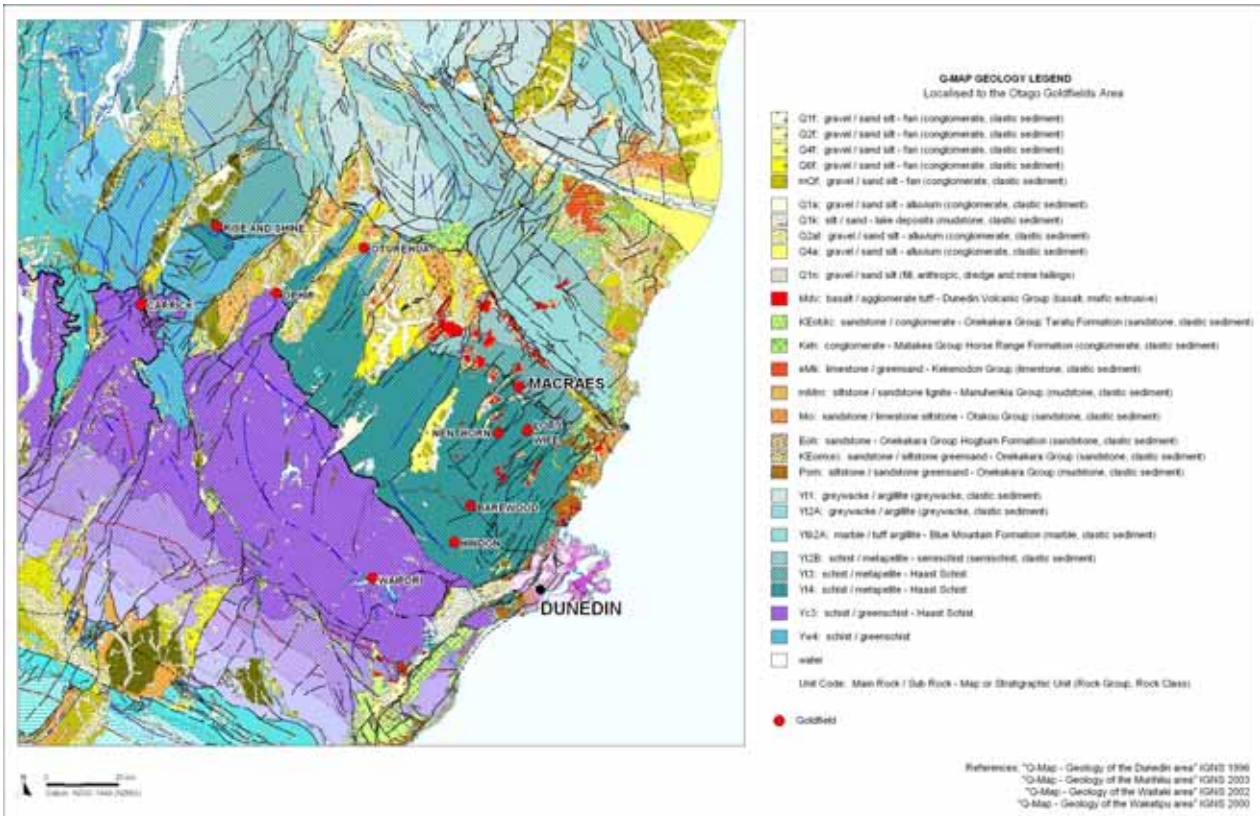 RISE AND SHINE
OTUREHUA
OPHIR
CARRICK
MACRAES
NENTHORN
BAREWOOD
HINDON
WAIPORI
DUNEDIN
Q-MAP GEOLOGY LEGEND
Localised to the Otago Goldfields Area
Q1f: gravel / sand silt - fan (conglomerate, clastic sediment)
Q2f: gravel / sand silt - fan (conglomerate, clastic sediment)
Q4f: gravel / sand silt - fan (conglomerate, clastic sediment)
Q6f: gravel / sand silt - fan (conglomerate, clastic sediment)
mQf: gravel / sand silt - fan (conglomerate, clastic sediment)
Q1a: gravel / sand silt - alluvium (conglomerate, clastic sediment)
Q1k: silt / sand - lake deposits (mudstone, clastic sediment)
Q2al: gravel / sand silt - alluvium (conglomerate, clastic sediment)
Q4a: gravel / sand silt - alluvium (conglomerate, clastic sediment)
Q1n: gravel / sand silt (fill, anthropic, dredge and mine tailings)
basalt / agglomerate tuff - Dunedin Volcanic Group (basalt, mafic extrusive)
sandstone / conglomerate - Onekakara Group Taratu Formation (sandstone, clastic sediment)
conglomerate - Matakea Group Horse Range Formation (conglomerate, clastic sediment)
limestone / greensand - Kekenodon Group (limestone, clastic sediment)
siltstone / sandstone lignite - Manuherikia Group (mudstone, clastic sediment)
Mo: sandstone / limestone siltstone - Otakou Group (sandstone, clastic sediment)
sandstone - Onekakara Group Hogburn Formation (sandstone, clastic sediment)
sandstone / siltstone greensand - Onekakara Group (sandstone, clastic sediment)
siltstone / sandstone greensand - Onekakara Group (mudstone, clastic sediment)
Yt1: greywacke / argillite (greywacke, clastic sediment)
Yt2A: greywacke / argillite (greywacke, clastic sediment)
marble / tuff argillite - Blue Mountain Formation (marble, clastic sediment)
Yt2B: schist / metapelite - semischist (semischist, clastic sediment)
Yt3: schist / metapelite - Haast Schist
Yt4: schist / metapelite - Haast Schist
Yc3: schist / greenschist - Haast Schist
Yw4: schist / greenschist
water
Unit Code: Main Rock / Sub Rock - Map or Stratigraphic Unit (Rock Group, Rock Class)
Goldfield
N
0
References: "Q-Map - Geology of the Dunedin area" IGNS 1996
"Q-Map - Geology of the Murihiku area" IGNS 2003
"Q-Map - Geology of the Waitaki area" IGNS 2002
"Q-Map - Geology of the Wakatipu area" IGNS 2000